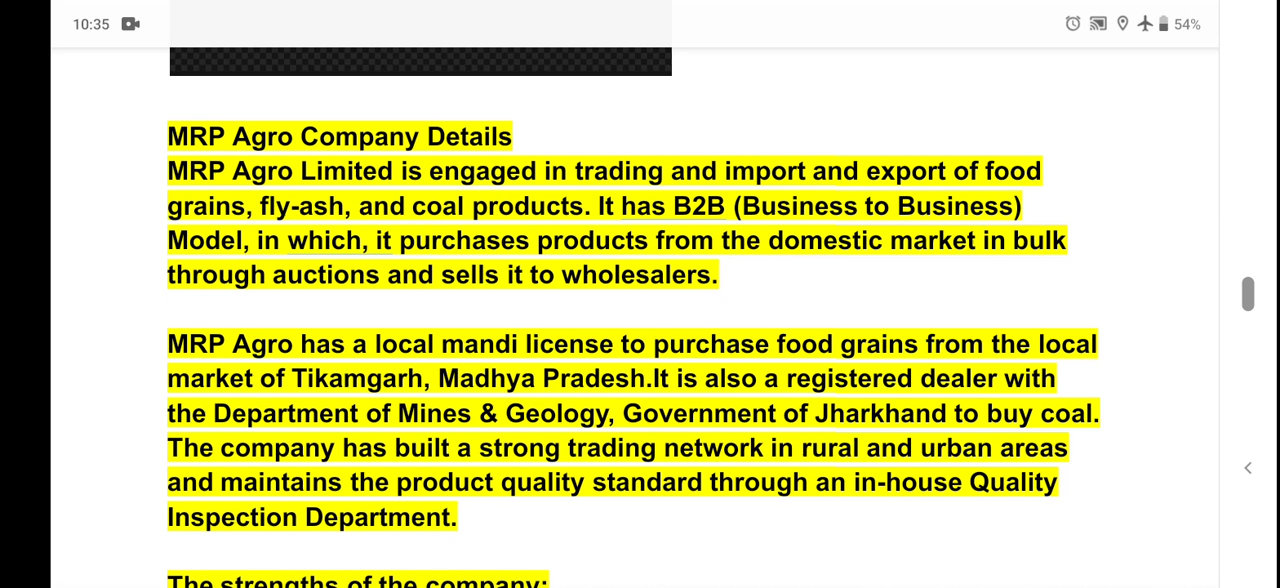 10:35
54%
MRP Agro Company Details
MRP Agro Limited is engaged in trading and import and export of food
grains, fly-ash, and coal products. It has B2B (Business to Business)
Model, in which, it purchases products from the domestic market in bulk
through auctions and sells it to wholesalers.
MRP Agro has a local mandi license to purchase food grains from the local
market of Tikamgarh, Madhya Pradesh.It is also a registered dealer with
the Department of Mines & Geology, Government of Jharkhand to buy coal.
The company has built a strong trading network in rural and urban areas
and maintains the product quality standard through an in-house Quality
Inspection Department.
The strengths of the company: